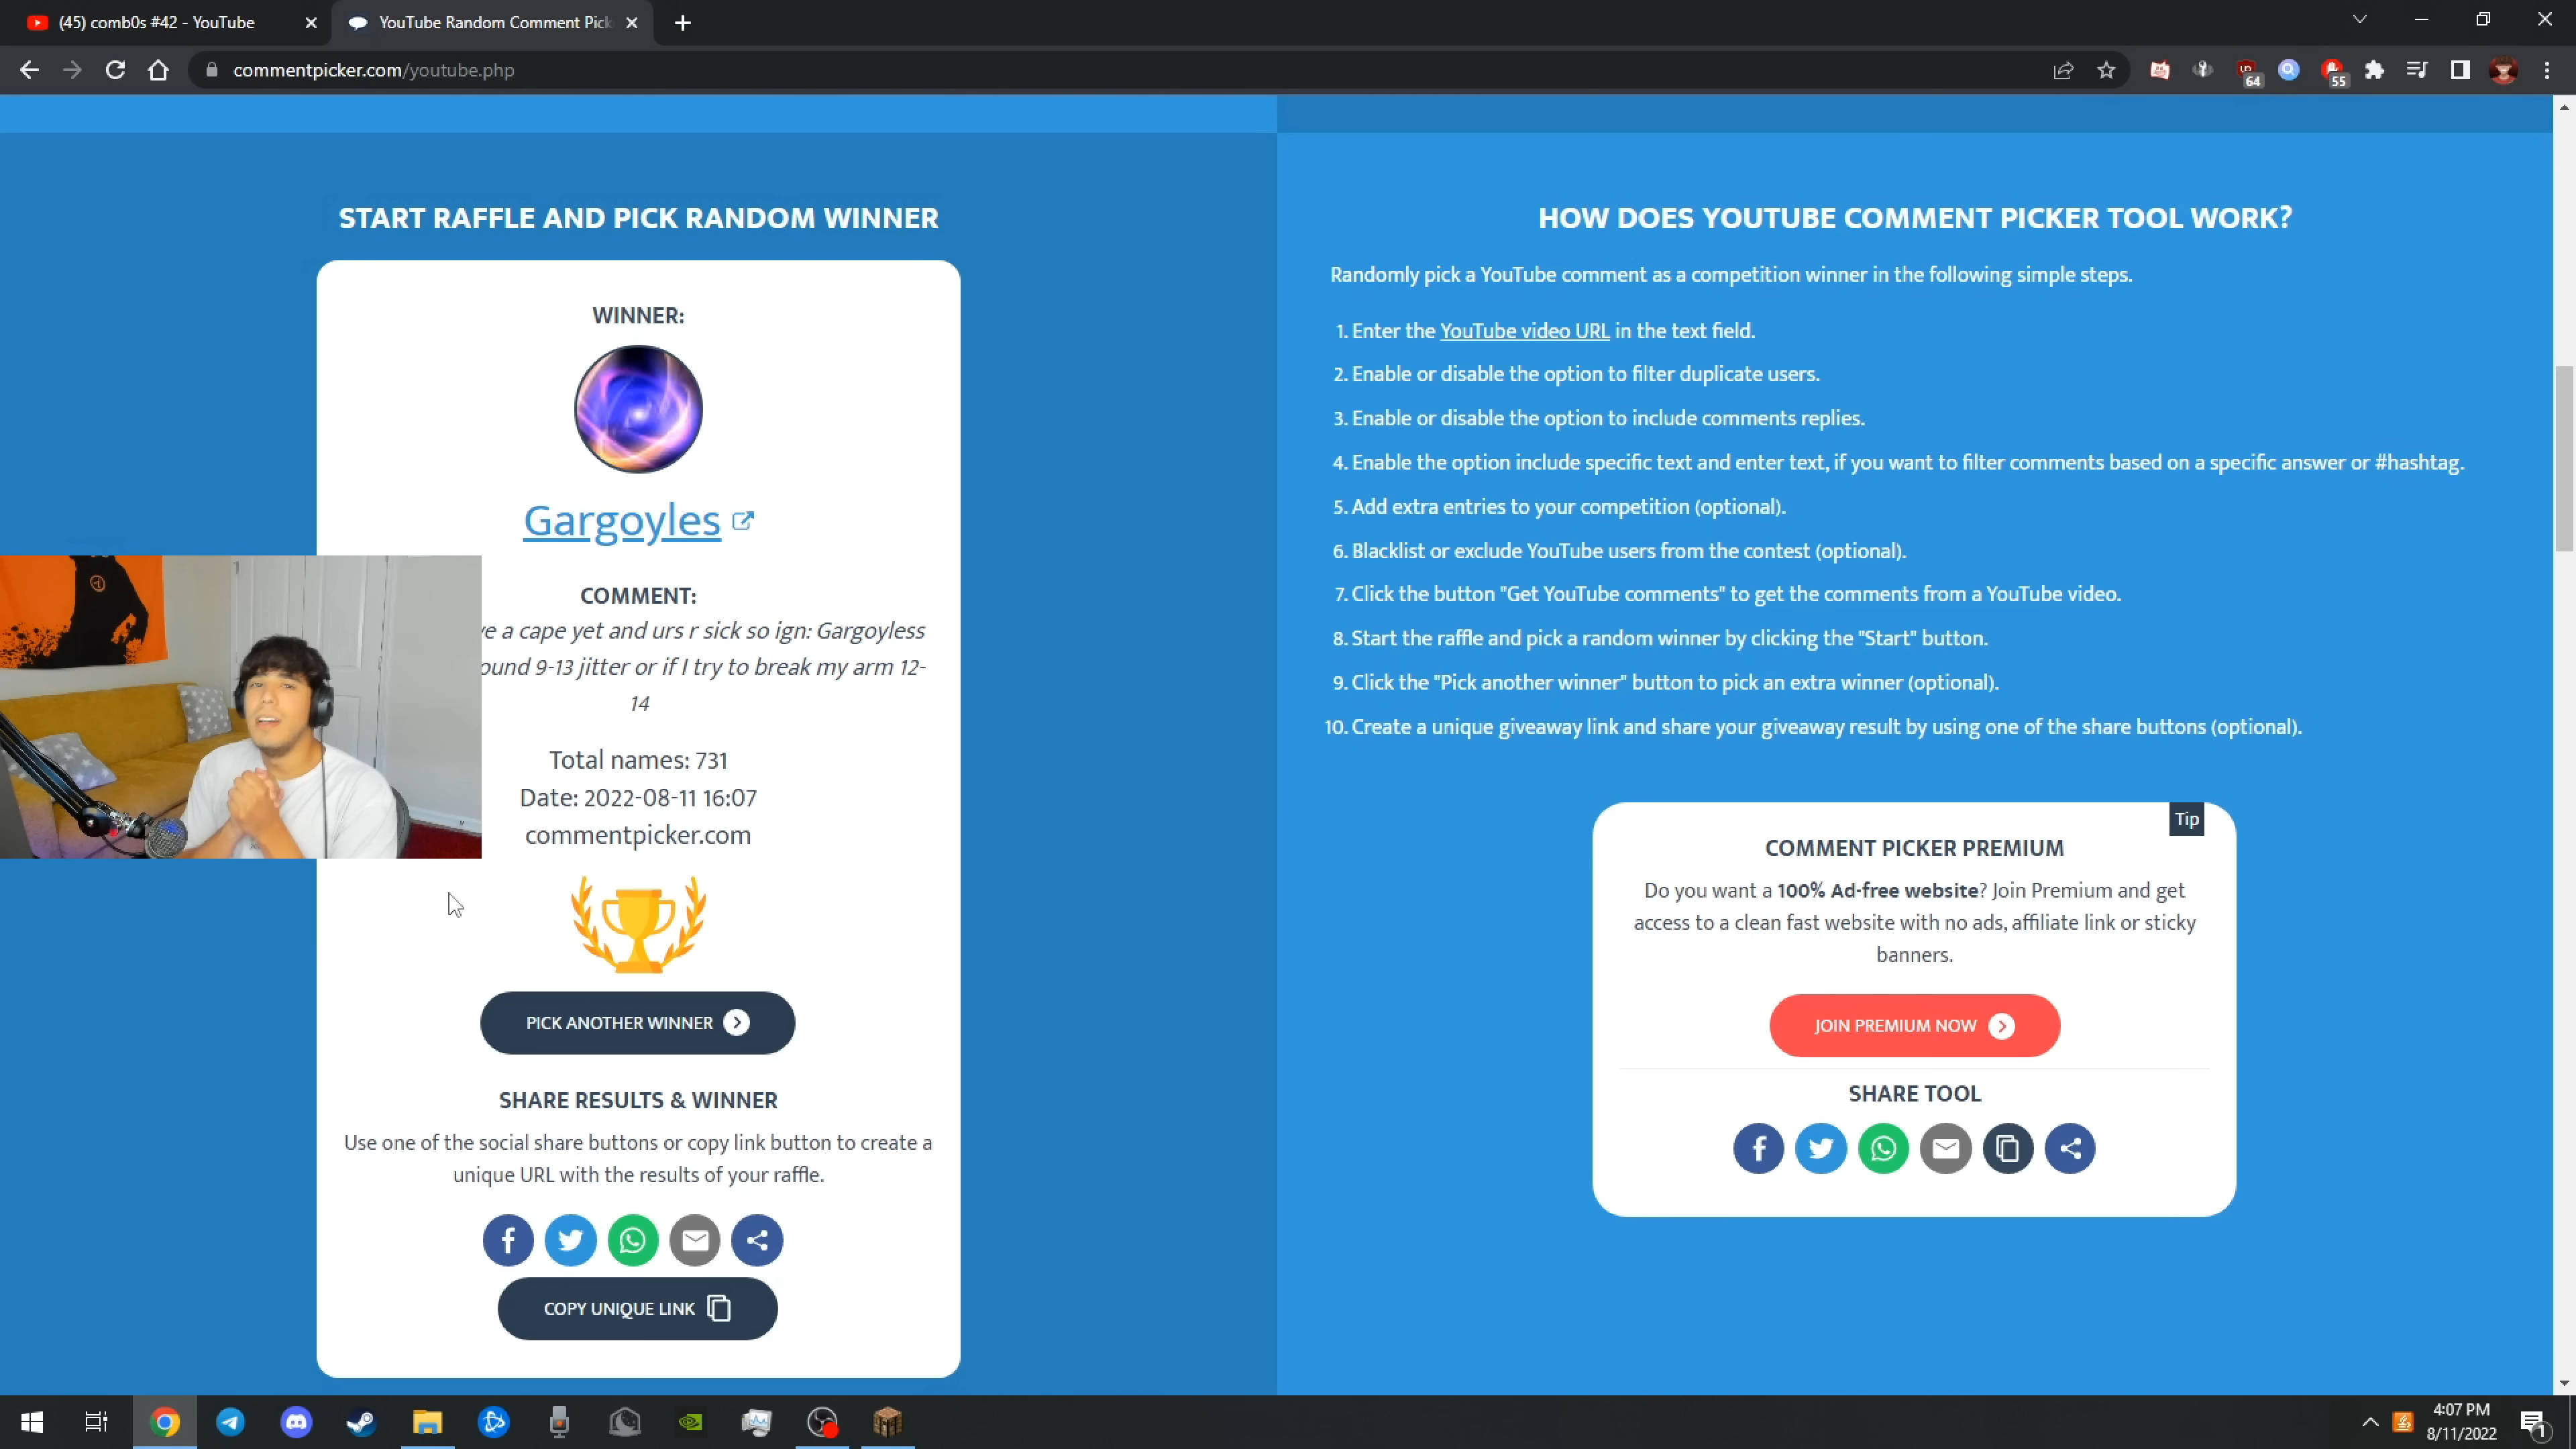 (45) comb0s #42 - YouTube
YouTube Random Comment Pick
commentpicker.com/youtube.php
64
55
START RAFFLE AND PICK RANDOM WINNER
WINNER:
Gargoyles
COMMENT:
a cape yet and urs r sick so ign: Gargoyless
9-13 jitter or if I try to break my arm 12-
14
Total names: 731
Date: 2022-08-11 16:07
commentpicker.com
PICK ANOTHER WINNER
SHARE RESULTS & WINNER
Use one of the social share buttons or copy link button to create a
unique URL with the results of your raffle.
COPY UNIQUE LINK
HOW DOES YOUTUBE COMMENT PICKER TOOL WORK?
Randomly pick a YouTube comment as a competition winner in the following simple steps.
1. Enter the YouTube video URL in the text field.
2. Enable or disable the option to filter duplicate users.
3. Enable or disable the option to include comments replies.
4. Enable the option include specific text and enter text, if you want to filter comments based on a specific answer or #hashtag.
5. Add extra entries to your competition (optional).
6. Blacklist or exclude YouTube users from the contest (optional).
7. Click the button "Get YouTube comments" to get the comments from a YouTube video.
8. Start the raffle and pick a random winner by clicking the "Start" button.
9. Click the "Pick another winner" button to pick an extra winner (optional).
10. Create a unique giveaway link and share your giveaway result by using one of the share buttons (optional).
Tip
COMMENT PICKER PREMIUM
Do you want a 100% Ad-free website? Join Premium and get
access to a clean fast website with no ads, affiliate link or sticky
banners.
JOIN PREMIUM NOW
SHARE TOOL
4:07 PM
8/11/2022
1